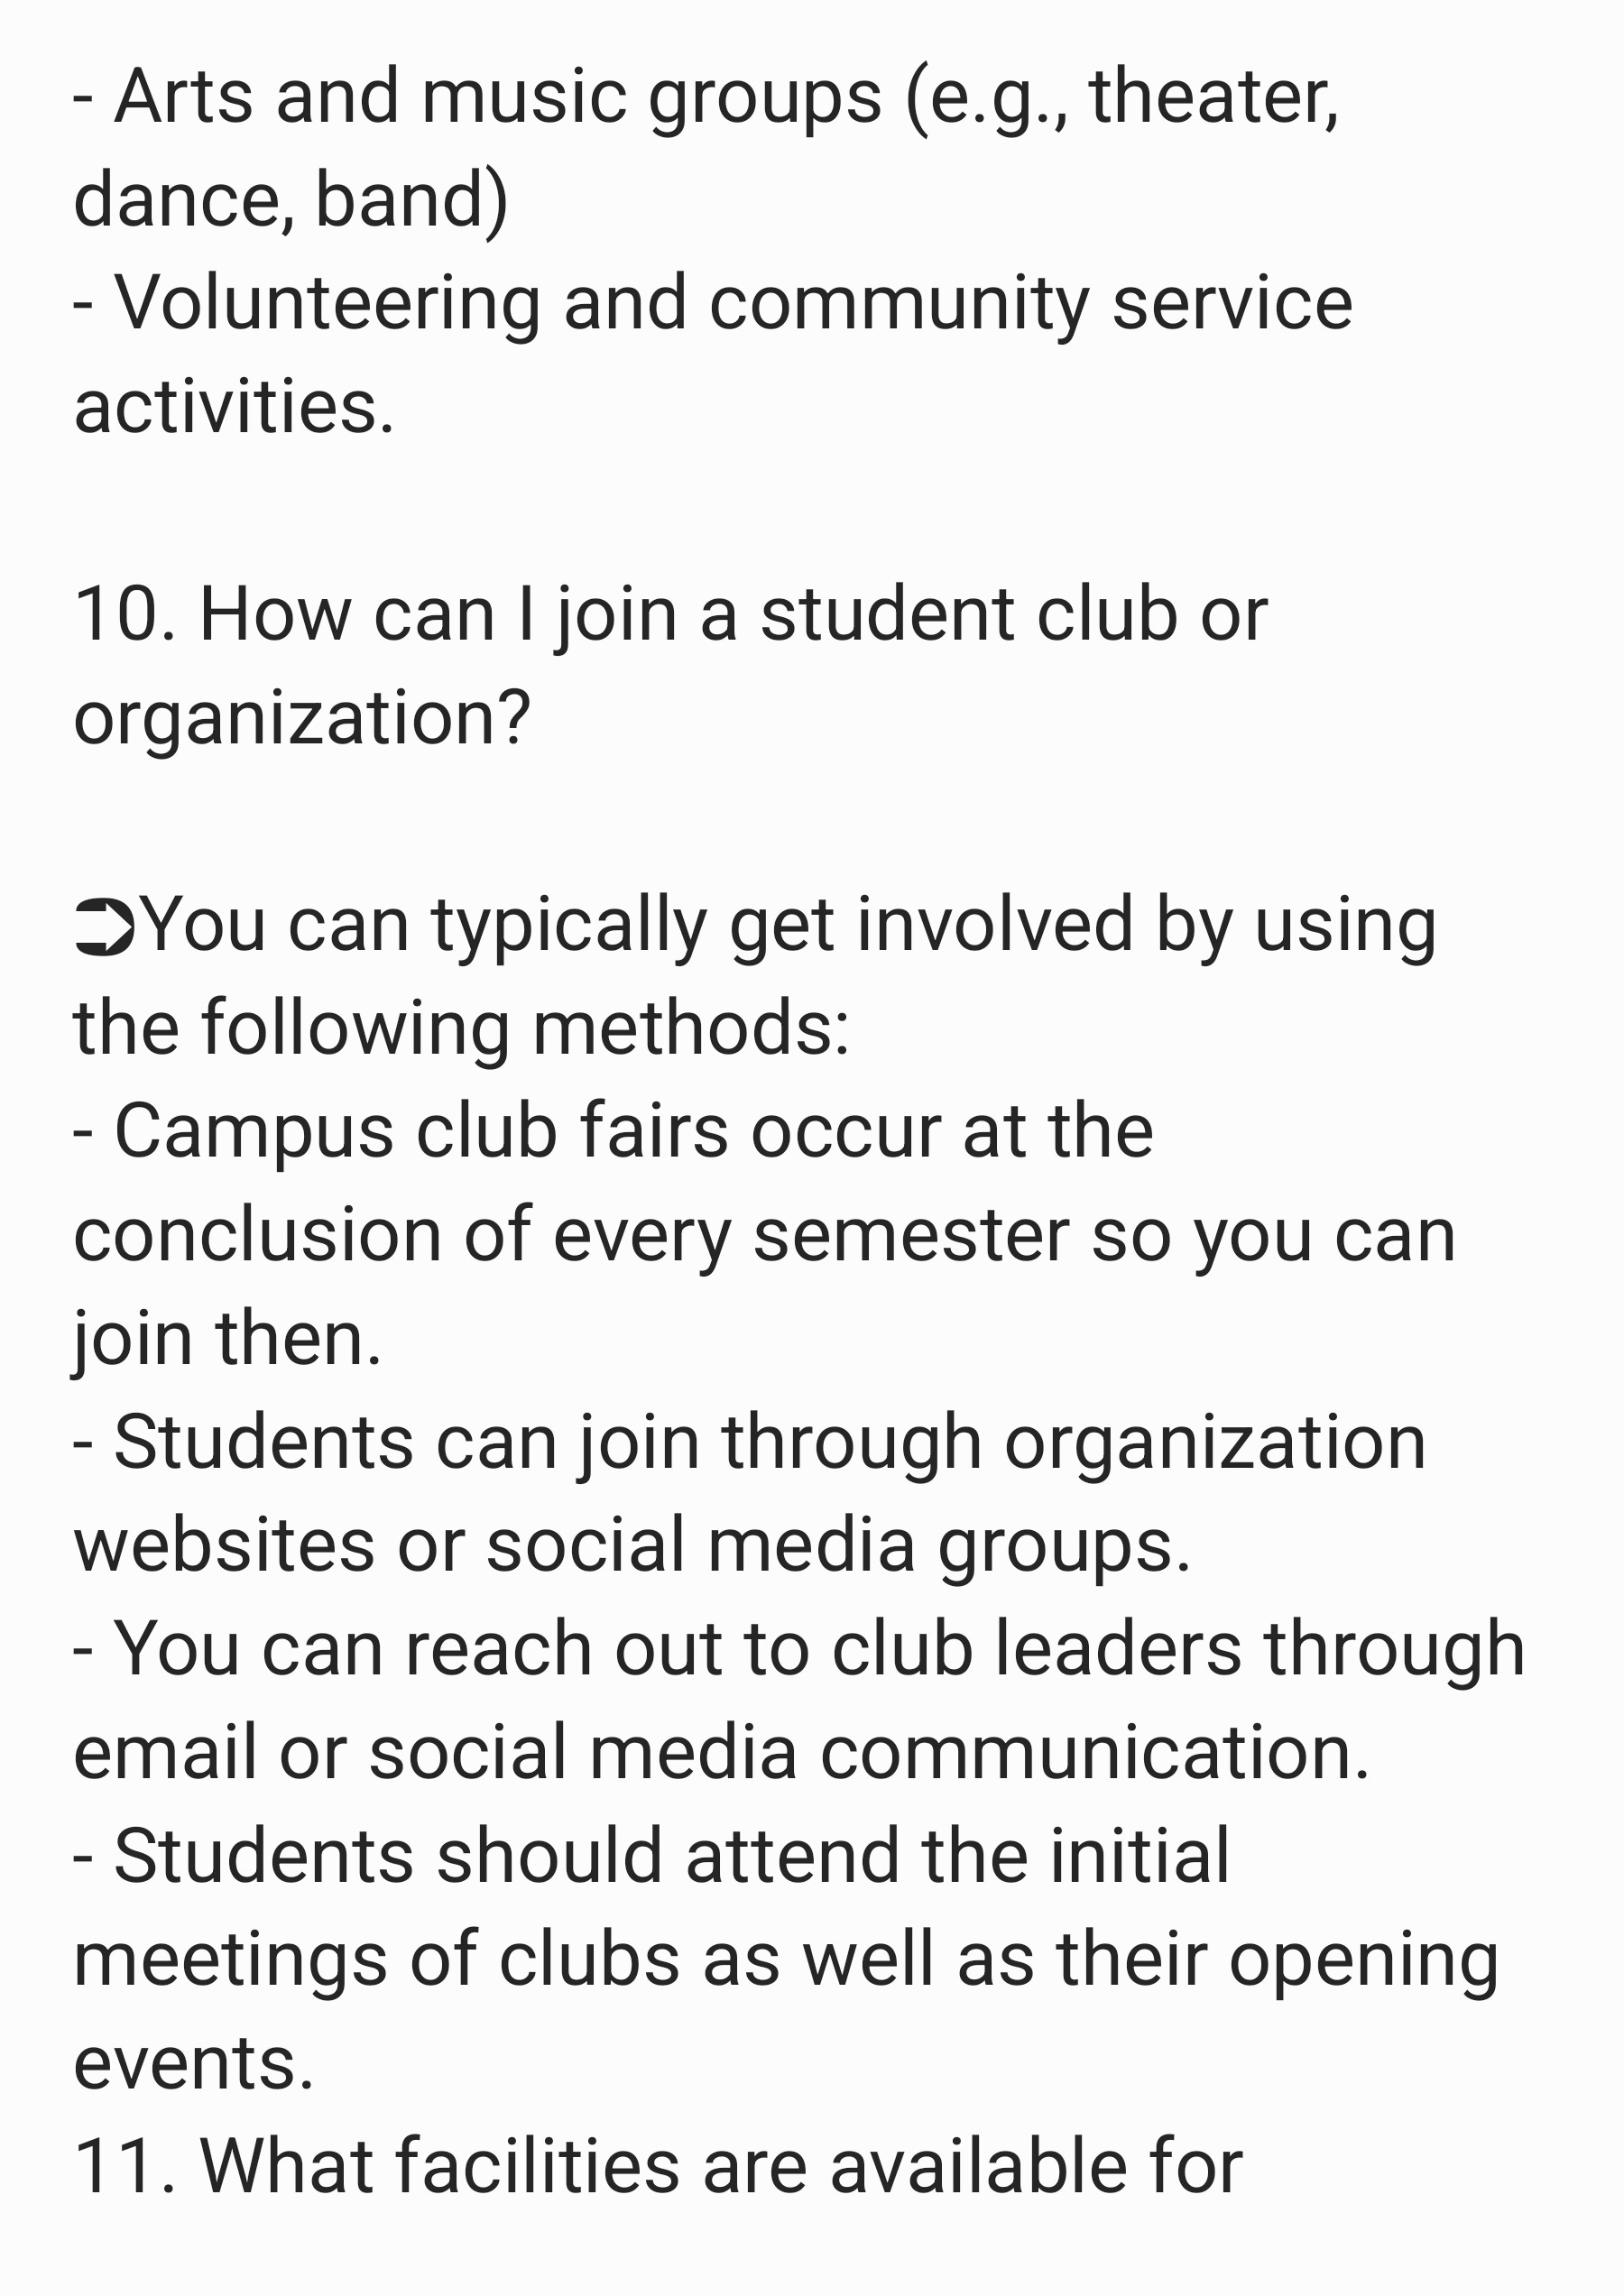 - Arts and music groups (e.g., theater,
dance, band)
- Volunteering and community service
activities.
10. How can I join a student club or
organization?
➲You can typically get involved by using
the following methods:
- Campus club fairs occur at the
conclusion of every semester so you can
join then.
- Students can join through organization
websites or social media groups.
- You can reach out to club leaders through
email or social media communication.
- Students should attend the initial
meetings of clubs as well as their opening
events.
11. What facilities are available for